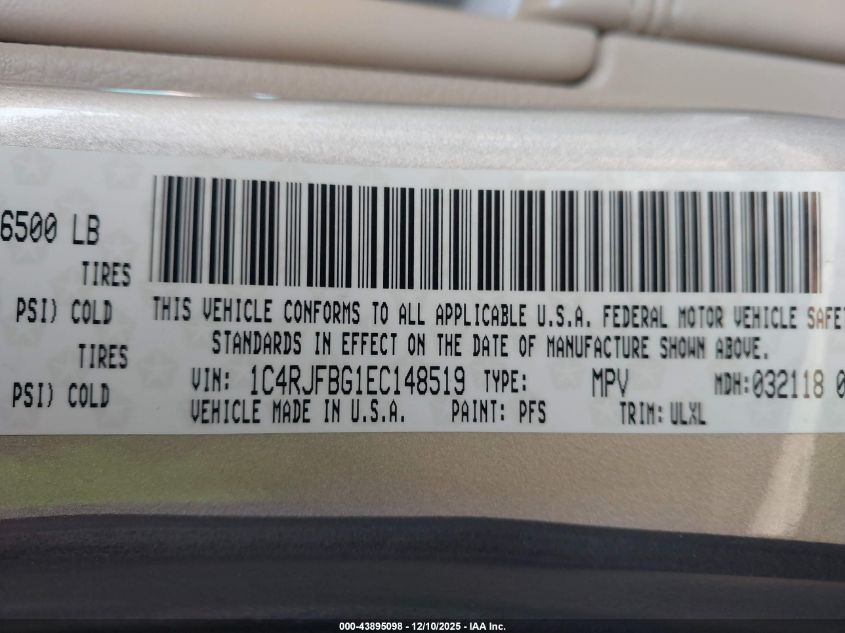 6500 LB
TIRES
PSI) COLD
TIRES
PSI) COLD
THIS VEHICLE CONFORMS TO ALL APPLICABLE U.S.A. FEDERAL MOTOR VEHICLE SAFE
STANDARDS IN EFFECT ON THE DATE OF MANUFACTURE SHOWN ABOVE.
VIN: 1C4RJFBG1EC148519 TYPE: MPV MDH:032118 0
VEHICLE MADE IN U.S.A. PAINT: PFS TRIM: ULXL
000-43895098 - 12/10/2025 - IAA Inc.